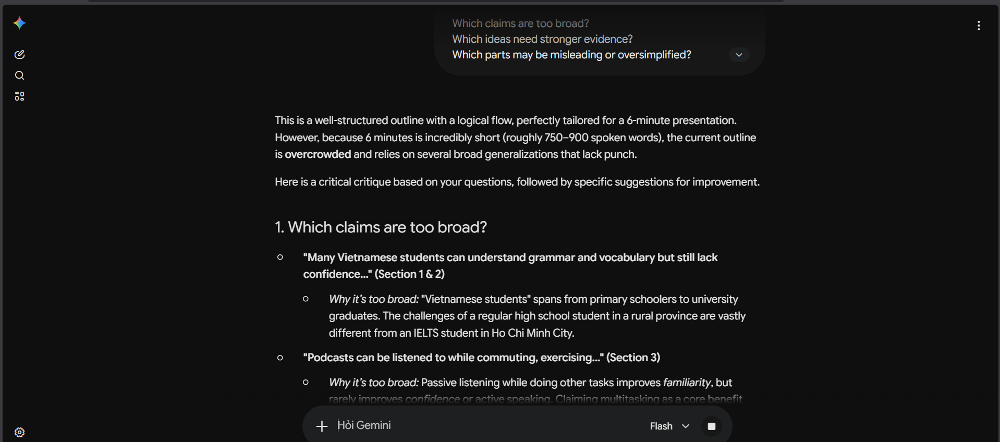 Which claims are too broad?
Which ideas need stronger evidence?
Which parts may be misleading or oversimplified?
This is a well-structured outline with a logical flow, perfectly tailored for a 6-minute presentation.
However, because 6 minutes is incredibly short (roughly 750–900 spoken words), the current outline
is overcrowded and relies on several broad generalizations that lack punch.
Here is a critical critique based on your questions, followed by specific suggestions for improvement.
1. Which claims are too broad?
"Many Vietnamese students can understand grammar and vocabulary but still lack
confidence..." (Section 1 & 2)
Why it's too broad: "Vietnamese students" spans from primary schoolers to university
graduates. The challenges of a regular high school student in a rural province are vastly
different from an IELTS student in Ho Chi Minh City.
"Podcasts can be listened to while commuting, exercising..." (Section 3)
Why it's too broad: Passive listening while doing other tasks improves familiarity, but
rarely improves confidence or active speaking. Claiming multitasking as a core benefit
Hỏi Gemini
Flash